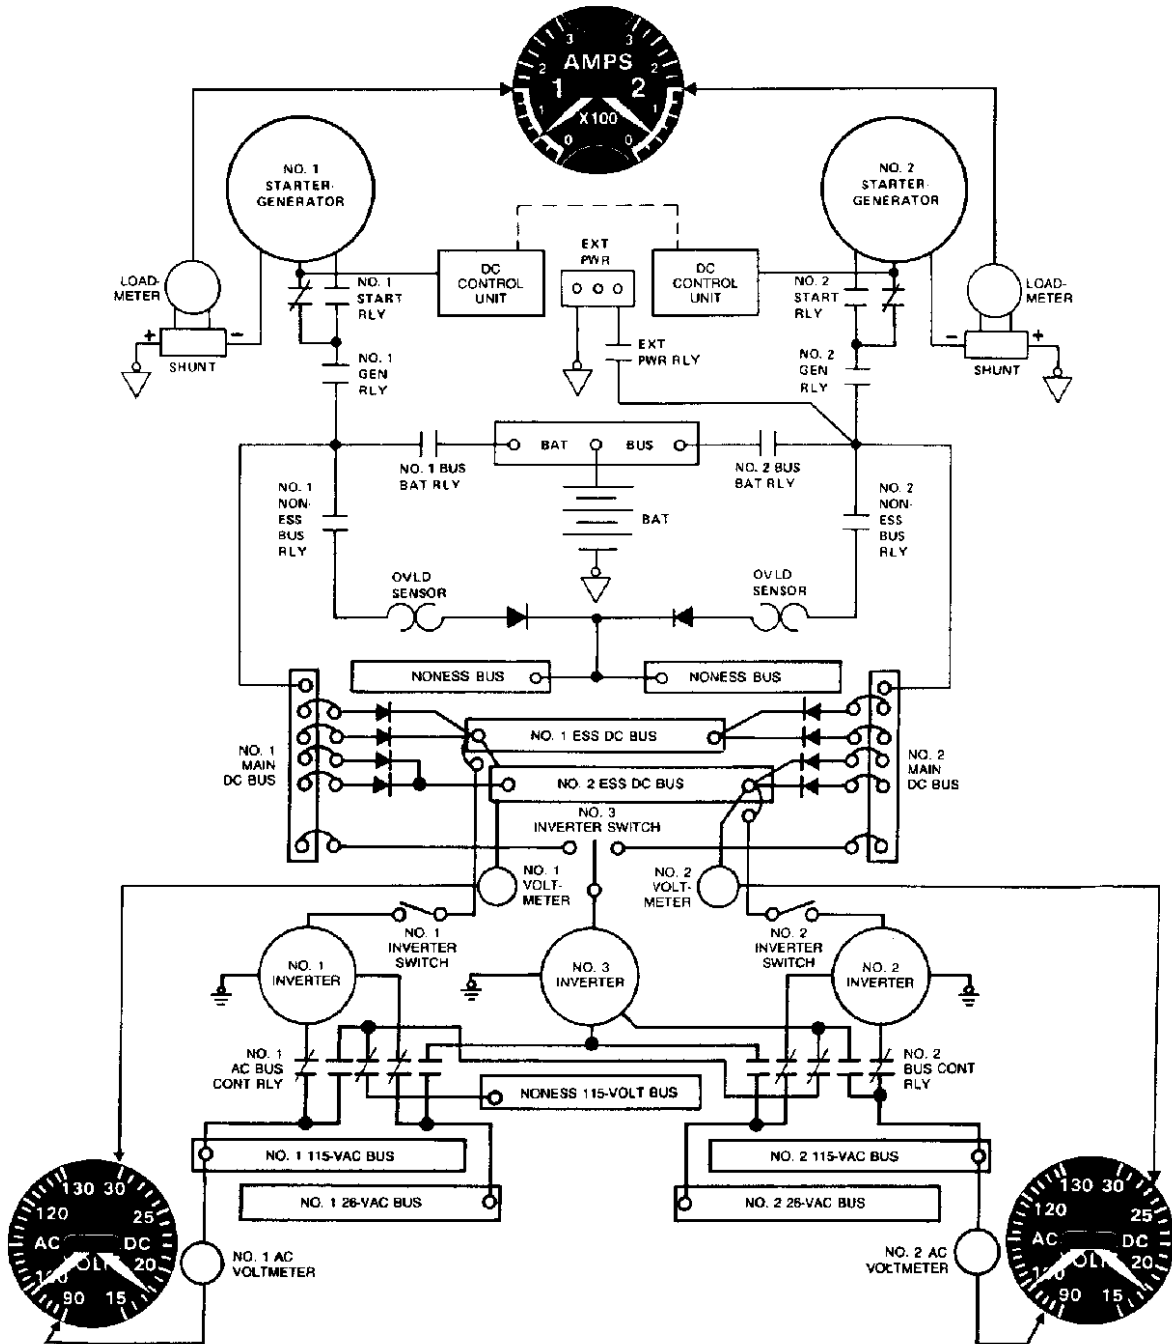 3 3
AMPS
2 2
1 2
1 1
X100
0 0
NO. 1
STARTER-
GENERATOR
NO. 2
STARTER-
GENERATOR
EXT
PWR
LOAD-
METER
NO. 1
START
RLY
DC
CONTROL
UNIT
DC
CONTROL
UNIT
NO. 2
START
RLY
LOAD-
METER
+ -
SHUNT
NO. 1
GEN
RLY
EXT
PWR RLY
NO. 2
GEN
RLY
- +
SHUNT
BAT BUS
NO. 1 BUS
BAT RLY
NO. 2 BUS
BAT RLY
NO. 1
NON-
ESS
BUS
RLY
BAT
NO. 2
NON-
ESS
BUS
RLY
OVLD
SENSOR
OVLD
SENSOR
NONESS BUS
NONESS BUS
NO. 1 ESS DC BUS
NO. 1
MAIN
DC BUS
NO. 2
MAIN
DC BUS
NO. 2 ESS DC BUS
NO. 3
INVERTER SWITCH
NO. 1
VOLT-
METER
NO. 2
VOLT-
METER
NO. 1
INVERTER
SWITCH
NO. 2
INVERTER
SWITCH
NO. 1
INVERTER
NO. 3
INVERTER
NO. 2
INVERTER
NO. 1
AC BUS
CONT RLY
NO. 2
BUS CONT
RLY
NONESS 115-VOLT BUS
NO. 1 115-VAC BUS
NO. 2 115-VAC BUS
NO. 1 26-VAC BUS
NO. 2 26-VAC BUS
130 30
120 25
AC DC
20
90 15
NO. 1 AC
VOLTMETER
NO. 2 AC
VOLTMETER
130 30
120 25
AC DC
20
90 15